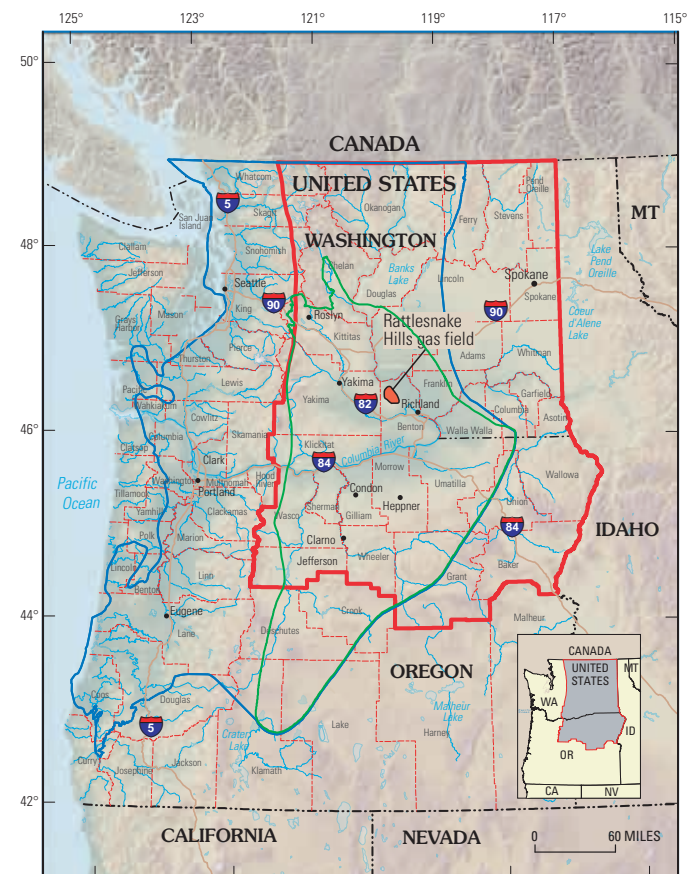 125°
123°
121°
119°
117°
115°
50°
48°
46°
44°
42°
CANADA
UNITED STATES
WASHINGTON
MT
IDAHO
OREGON
CALIFORNIA
NEVADA
Pacific
Ocean
Whatcom
5
Skagit
San Juan
Island
Okanogan
Ferry
Stevens
Pend
Oreille
Clallam
Jefferson
Snohomish
Chelan
Banks
Lake
Lincoln
Lake
Pend
Oreille
Seattle
Douglas
Spokane
Spokane
90
King
Mason
Grays
Harbor
Roslyn
Kittitas
Rattlesnake
Hills gas field
90
Coeur
d'Alene
Lake
Pierce
Thurston
Adams
Whitman
Lewis
Pacific
Wahkiakum
Yakima
Yakima
82
Franklin
Richland
Garfield
Columbia
Asotin
Cowlitz
Benton
Walla Walla
Columbia
Skamania
Clatsop
Klickitat
84
Columbia River
Clark
Washington
Multnomah
Portland
Hood
River
Morrow
Wallowa
Tillamook
Condon
Umatilla
Yamhill
Clackamas
Sherman
Gilliam
Heppner
Union
Wasco
84
Polk
Marion
Clarno
Wheeler
Baker
Lincoln
Linn
Jefferson
Grant
Benton
Crook
Malheur
Eugene
Lane
Deschutes
Coos
Douglas
Crater
Lake
Lake
Malheur
Lake
Harney
5
Curry
Josephine
Jackson
Klamath
CANADA
UNITED
STATES
MT
WA
ID
OR
CA
NV
0
60 MILES